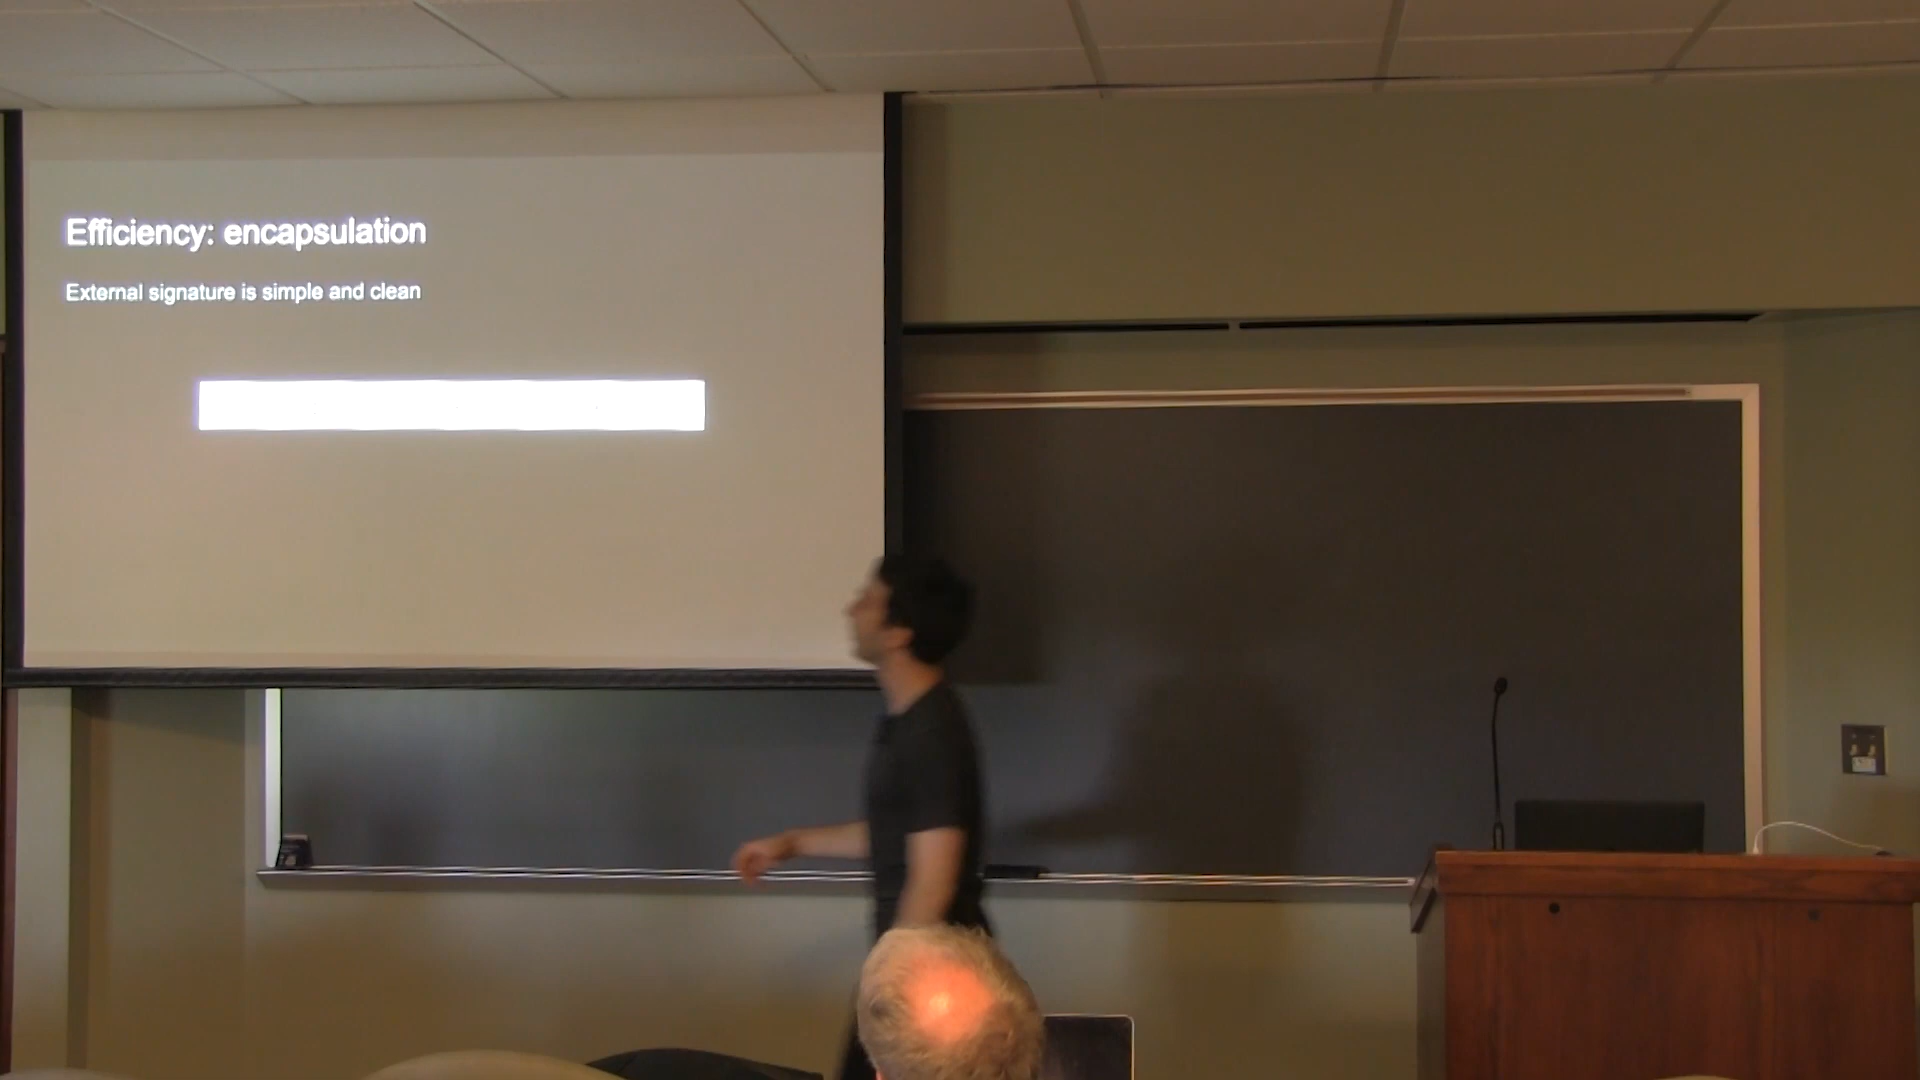 Efficiency: encapsulation
External signature is simple and clean